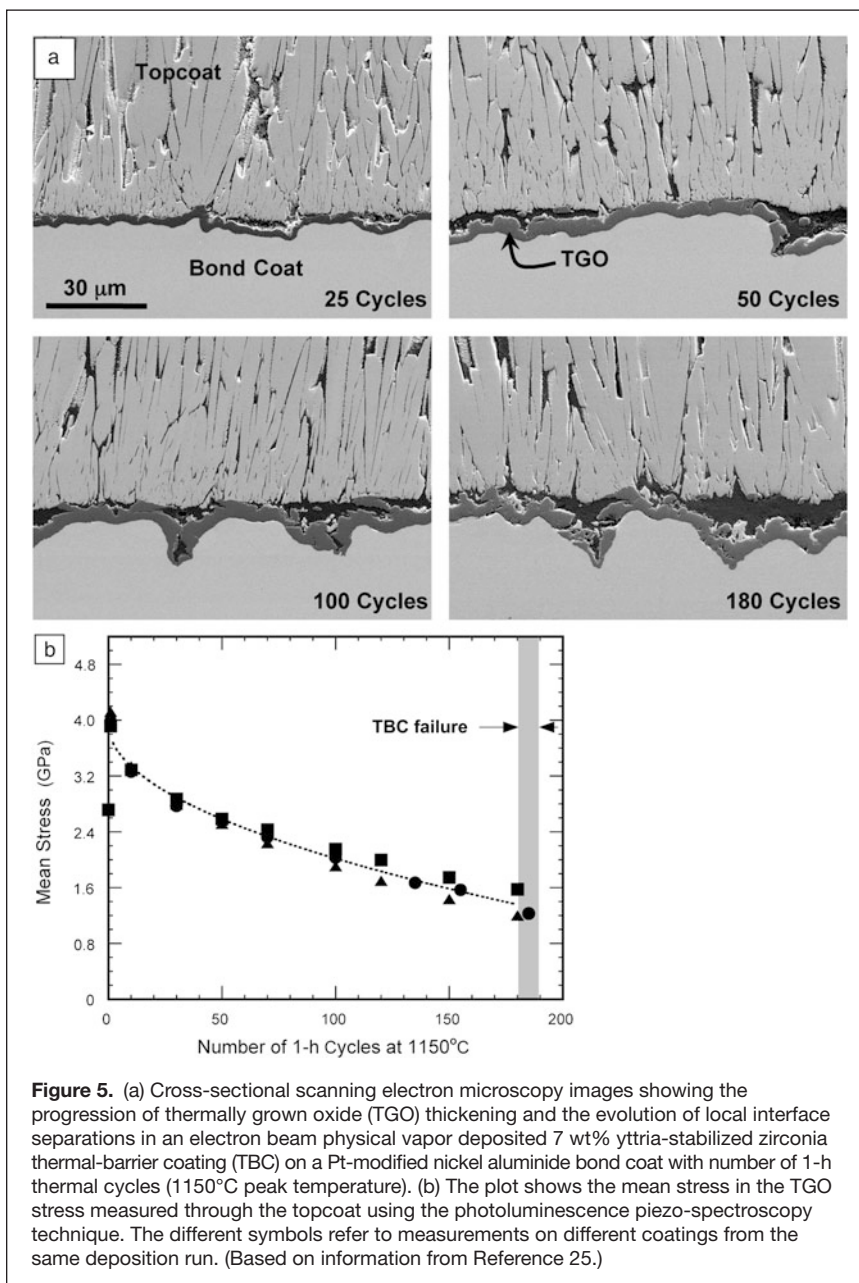 a
Topcoat
Bond Coat
30 μm
25 Cycles
TGO
50 Cycles
100 Cycles
180 Cycles
b
4.8
4.0
3.2
2.4
1.6
0.8
0
Mean Stress (GPa)
TBC failure
0 50 100 150 200
Number of 1-h Cycles at 1150°C
Figure 5. (a) Cross-sectional scanning electron microscopy images showing the
progression of thermally grown oxide (TGO) thickening and the evolution of local interface
separations in an electron beam physical vapor deposited 7 wt% yttria-stabilized zirconia
thermal-barrier coating (TBC) on a Pt-modified nickel aluminide bond coat with number of 1-h
thermal cycles (1150°C peak temperature). (b) The plot shows the mean stress in the TGO
stress measured through the topcoat using the photoluminescence piezo-spectroscopy
technique. The different symbols refer to measurements on different coatings from the
same deposition run. (Based on information from Reference 25.)